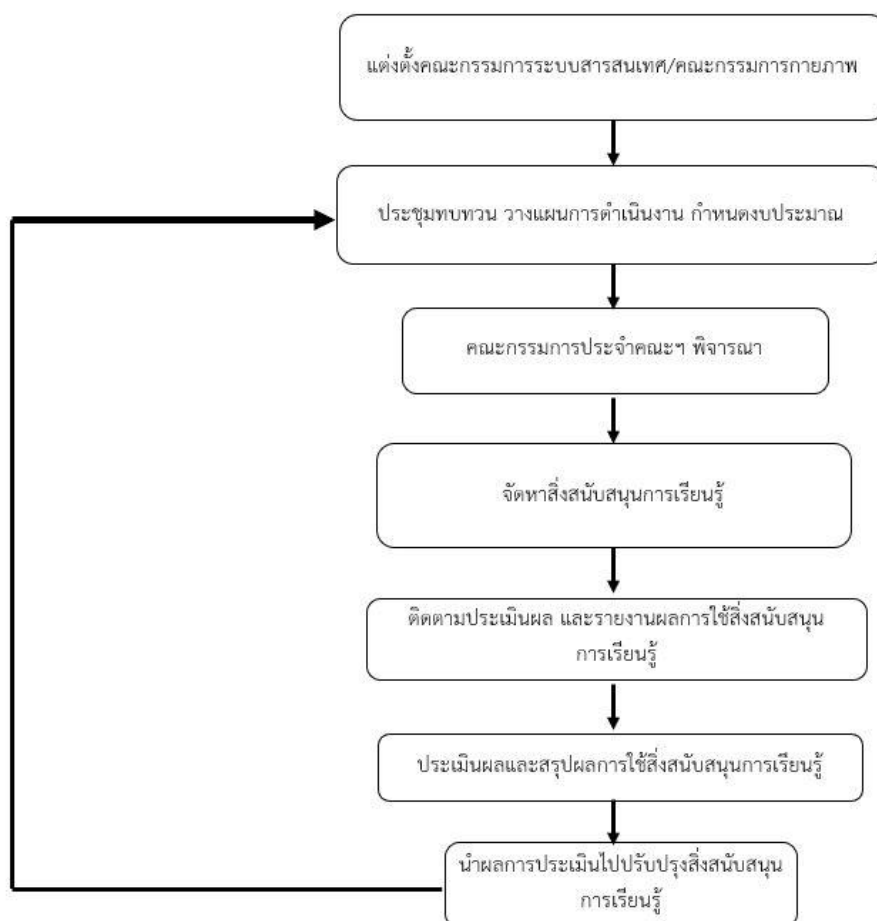 แต่งตั้งคณะกรรมการระบบสารสนเทศ/คณะกรรมการกายภาพ
ประชุมทบทวน วางแผนการดำเนินงาน กำหนดงบประมาณ
คณะกรรมการประจำคณะฯ พิจารณา
จัดหาสิ่งสนับสนุนการเรียนรู้
ติดตามประเมินผล และรายงานผลการใช้สิ่งสนับสนุน
การเรียนรู้
ประเมินผลและสรุปผลการใช้สิ่งสนับสนุนการเรียนรู้
นำผลการประเมินไปปรับปรุงสิ่งสนับสนุน
การเรียนรู้